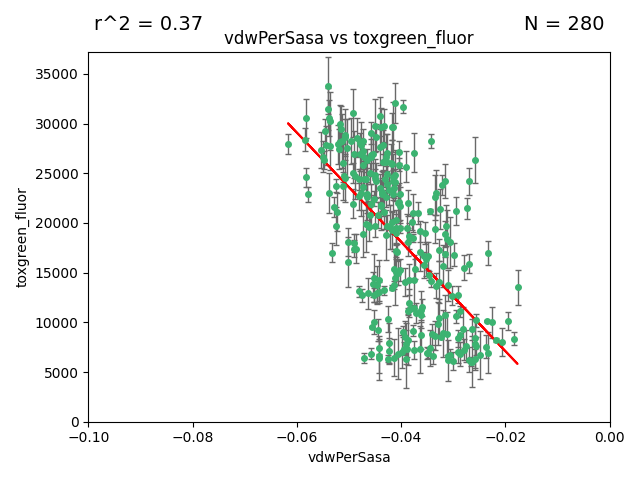 r^2 = 0.37
N = 280
vdwPerSasa vs toxgreen_fluor
35000
30000
25000
20000
15000
10000
5000
0
toxgreen_fluor
−0.10
−0.08
−0.06
−0.04
−0.02
0.00
vdwPerSasa